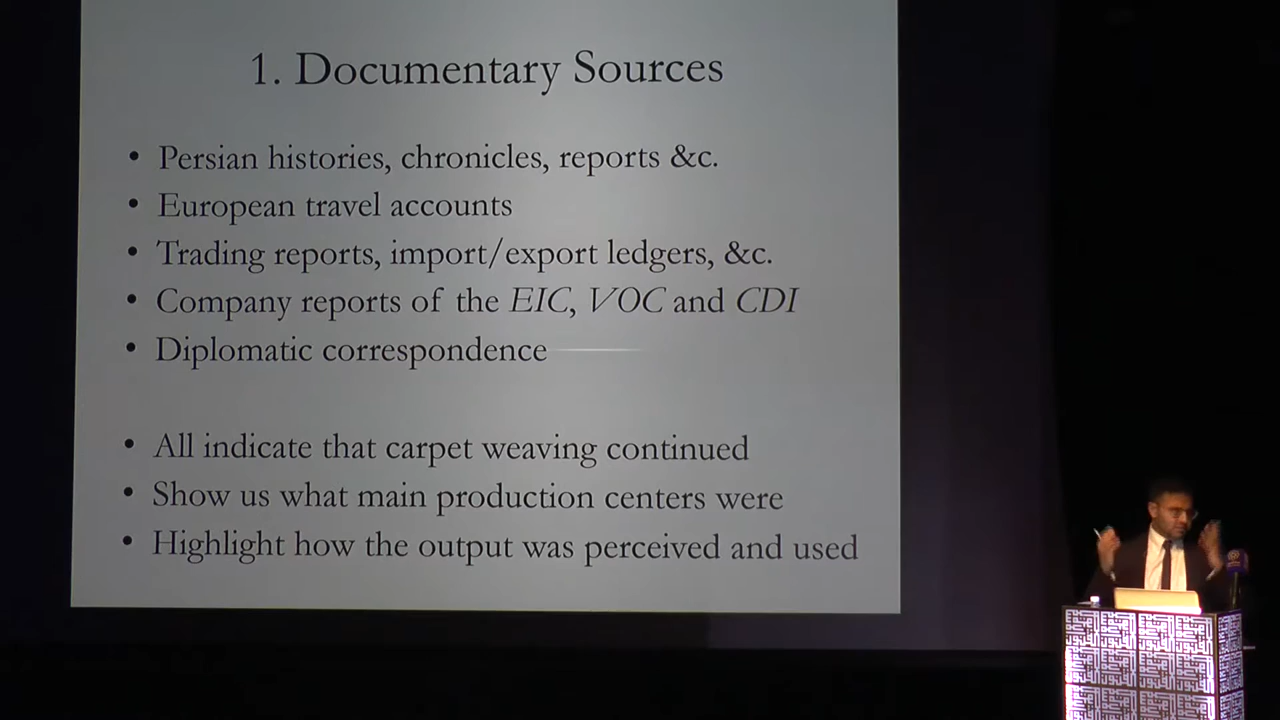 1. Documentary Sources
• Persian histories, chronicles, reports &c.
• European travel accounts
• Trading reports, import/export ledgers, &c.
• Company reports of the EIC, VOC and CDI
• Diplomatic correspondence
• All indicate that carpet weaving continued
• Show us what main production centers were
• Highlight how the output was perceived and used